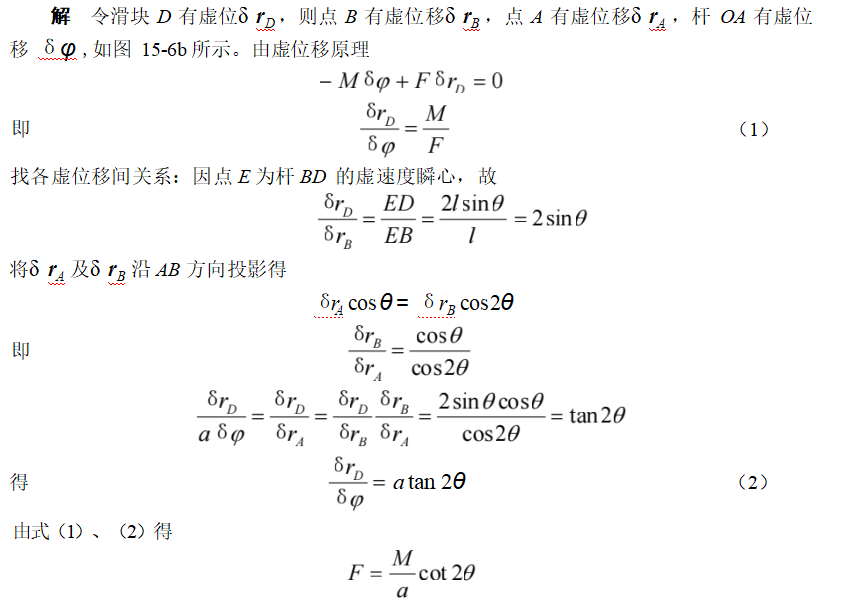 解 令滑块 D 有虚位δ r_D，则点 B 有虚位移δ r_B，点 A 有虚位移δ r_A，杆 OA 有虚位
移 δφ,如图 15-6b 所示。由虚位移原理
− M δφ + F δr_D = 0
即 δr_D / δφ = M / F （1）
找各虚位移间关系：因点 E 为杆 BD 的虚速度瞬心，故
δr_D / δr_B = ED / EB = 2l sinθ / l = 2 sinθ
将δ r_A 及δ r_B 沿 AB 方向投影得
δr_A cosθ = δ r_B cos2θ
即 δr_B / δr_A = cosθ / cos2θ
δr_D / a δφ = δr_D / δr_A = δr_D / δr_B δr_B / δr_A = 2 sinθ cosθ / cos2θ = tan 2θ
得 δr_D / δφ = a tan 2θ （2）
由式（1）、（2）得
F = M / a cot 2θ